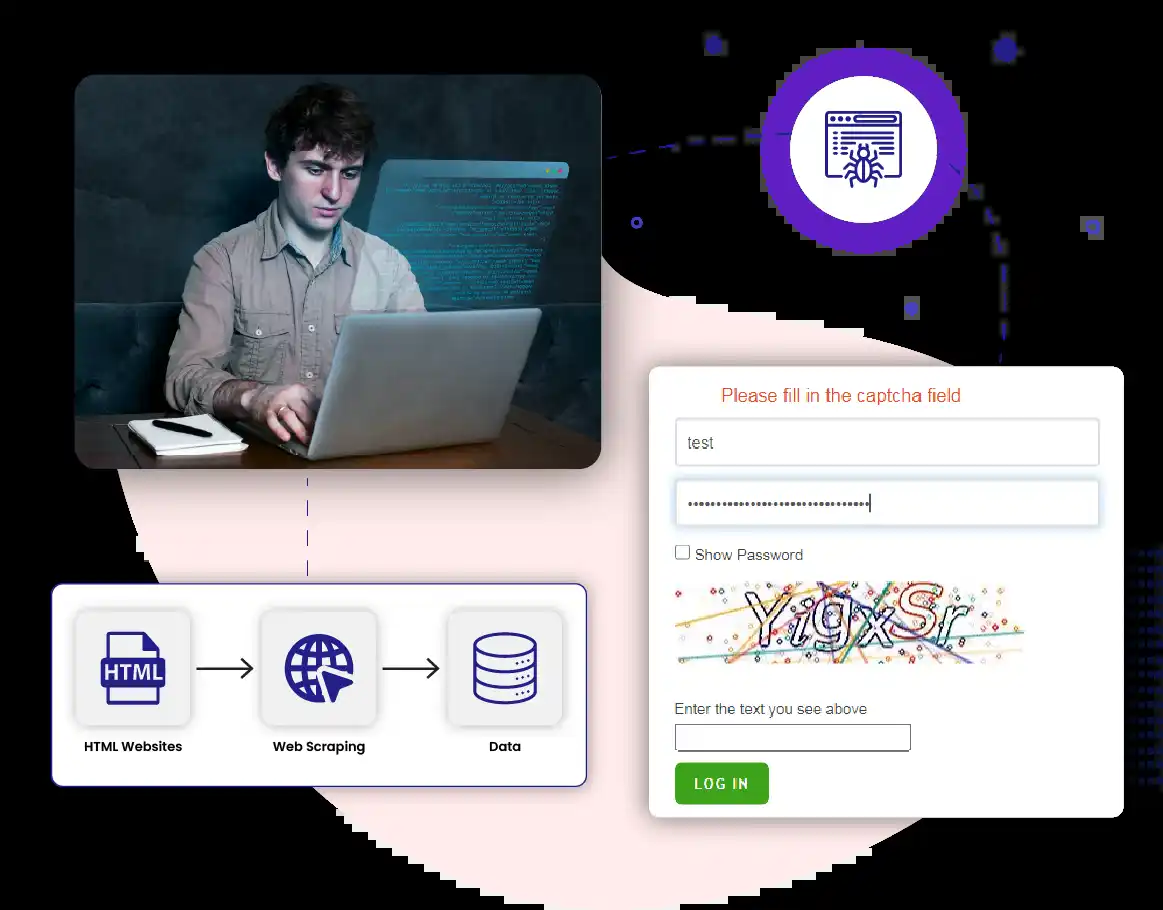 Please fill in the captcha field
test
Show Password
YigxSr
Enter the text you see above
LOG IN
HTML
HTML Websites
Web Scraping
Data